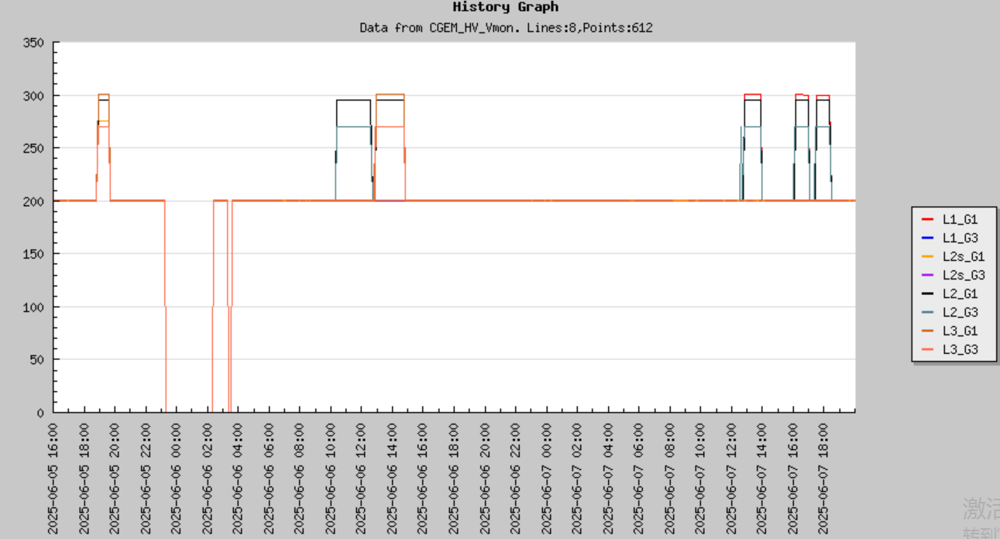 History Graph
Data from CGEM_HV_Vmon. Lines:8,Points:612
350
300
250
200
150
100
50
0
2025-06-05 16:00
2025-06-05 18:00
2025-06-05 20:00
2025-06-05 22:00
2025-06-06 00:00
2025-06-06 02:00
2025-06-06 04:00
2025-06-06 06:00
2025-06-06 08:00
2025-06-06 10:00
2025-06-06 12:00
2025-06-06 14:00
2025-06-06 16:00
2025-06-06 18:00
2025-06-06 20:00
2025-06-06 22:00
2025-06-07 00:00
2025-06-07 02:00
2025-06-07 04:00
2025-06-07 06:00
2025-06-07 08:00
2025-06-07 10:00
2025-06-07 12:00
2025-06-07 14:00
2025-06-07 16:00
2025-06-07 18:00
L1_G1
L1_G3
L2s_G1
L2s_G3
L2_G1
L2_G3
L3_G1
L3_G3
激活
转到